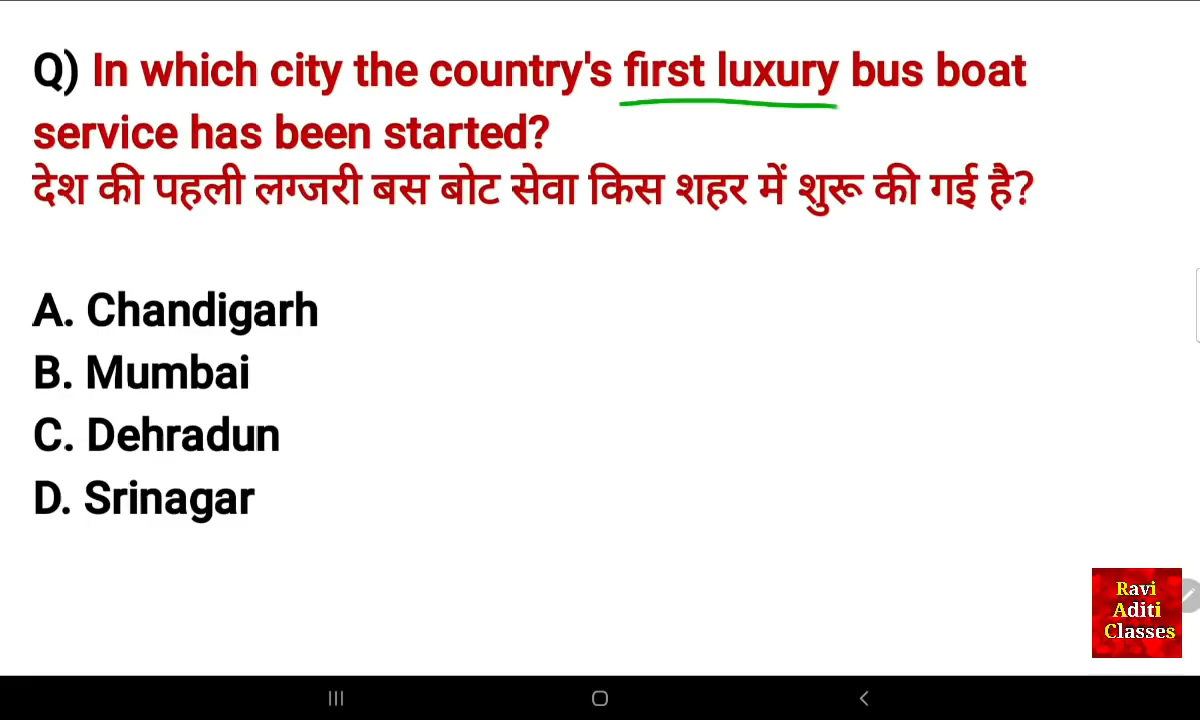 Q) In which city the country's first luxury bus boat
service has been started?
देश की पहली लग्जरी बस बोट सेवा किस शहर में शुरू की गई है?
A. Chandigarh
B. Mumbai
C. Dehradun
D. Srinagar
Ravi
Aditi
Classes